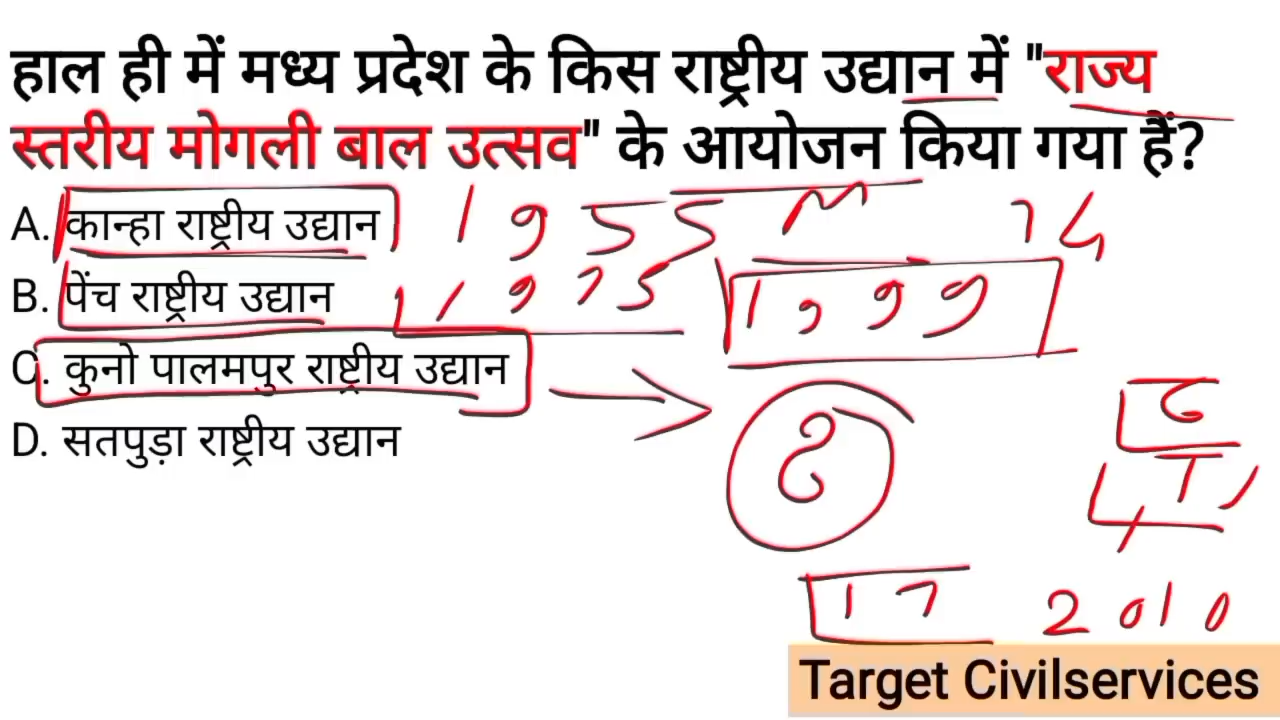 हाल ही में मध्य प्रदेश के किस राष्ट्रीय उद्यान में "राज्य
स्तरीय मोगली बाल उत्सव" के आयोजन किया गया हैं?
A. कान्हा राष्ट्रीय उद्यान 1955
B. पेंच राष्ट्रीय उद्यान 1975 1999
C. कुनो पालमपुर राष्ट्रीय उद्यान
D. सतपुड़ा राष्ट्रीय उद्यान
17 2010
Target Civilservices